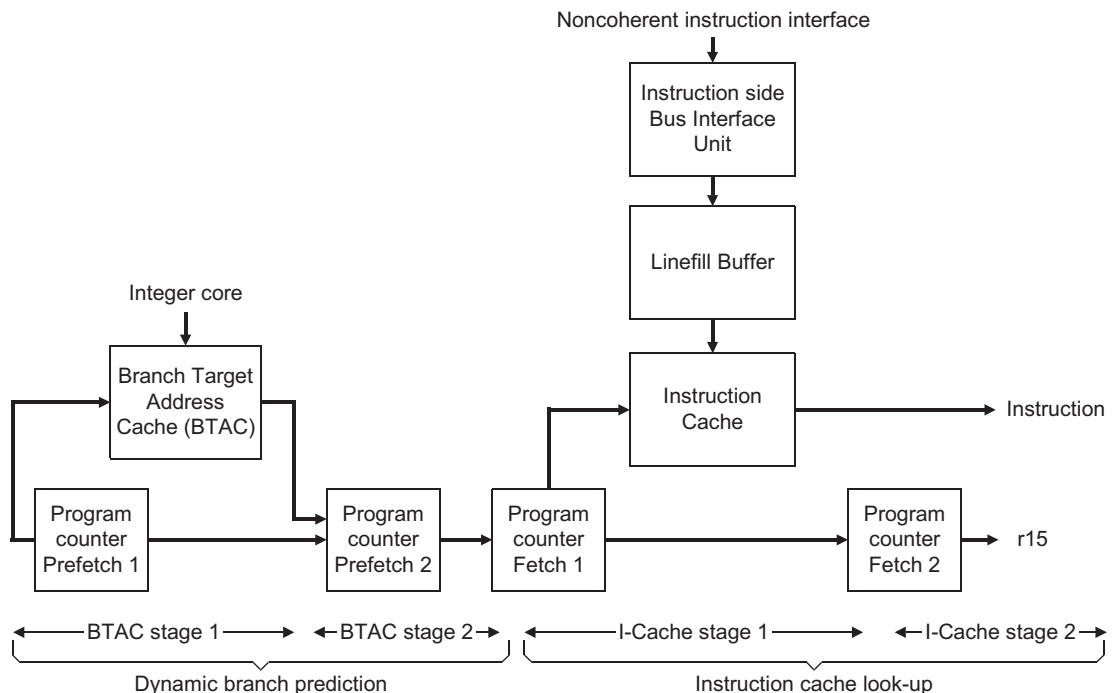 Noncoherent instruction interface
Instruction side
Bus Interface
Unit
Linefill Buffer
Integer core
Branch Target
Address
Cache (BTAC)
Instruction
Cache
Instruction
Program
counter
Prefetch 1
Program
counter
Prefetch 2
Program
counter
Fetch 1
Program
counter
Fetch 2
r15
BTAC stage 1
BTAC stage 2
I-Cache stage 1
I-Cache stage 2
Dynamic branch prediction
Instruction cache look-up